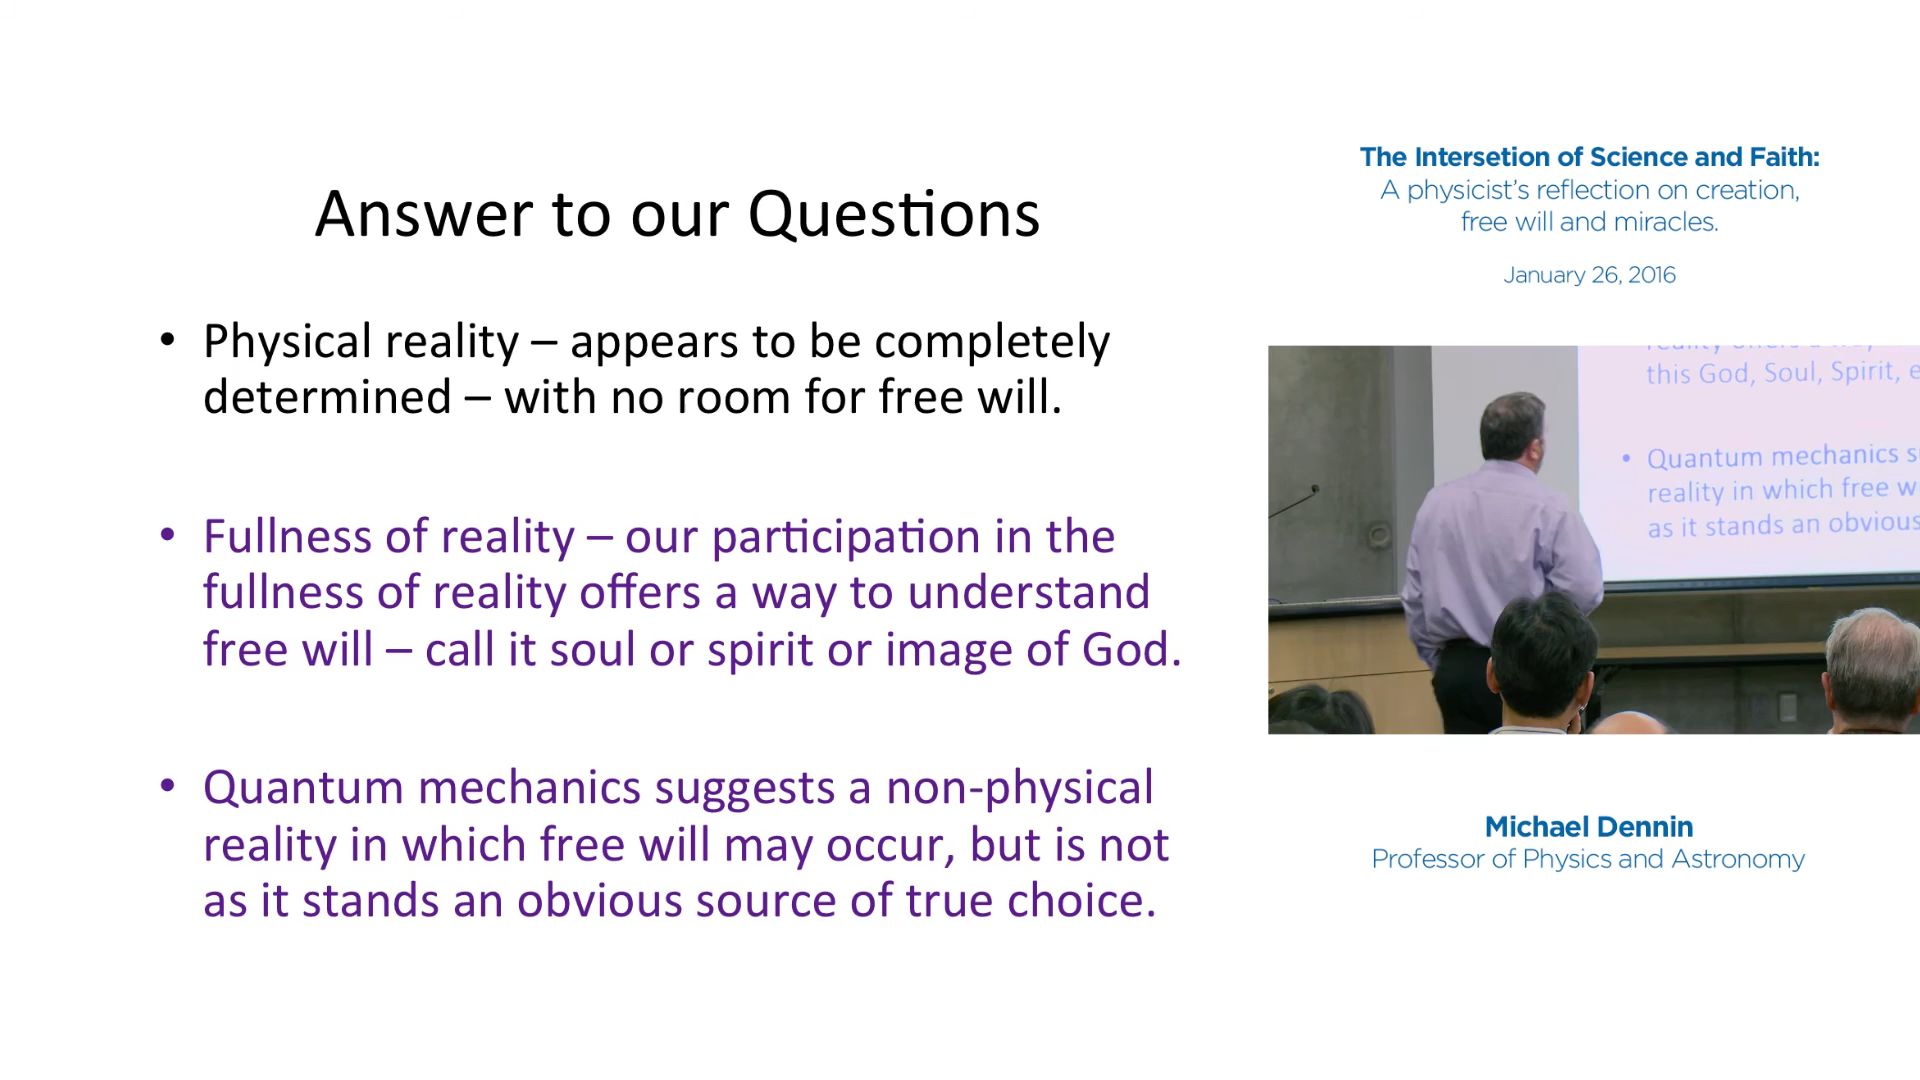 Answer to our Questions
• Physical reality – appears to be completely
determined – with no room for free will.
• Fullness of reality – our participation in the
fullness of reality offers a way to understand
free will – call it soul or spirit or image of God.
• Quantum mechanics suggests a non-physical
reality in which free will may occur, but is not
as it stands an obvious source of true choice.
The Intersetion of Science and Faith:
A physicist's reflection on creation,
free will and miracles.
January 26, 2016
this God, Soul, Spirit, e
• Quantum mechanics s
reality in which free w
as it stands an obvious
Michael Dennin
Professor of Physics and Astronomy